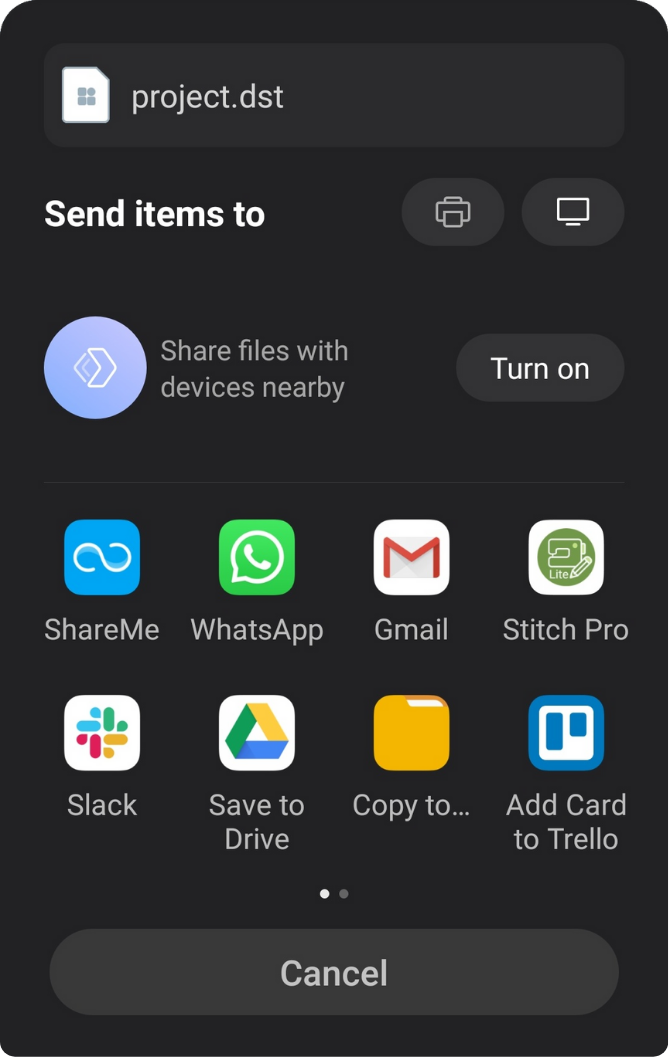 project.dst
Send items to
Share files with
devices nearby
Turn on
ShareMe
WhatsApp
Gmail
Lite
Stitch Pro
Slack
Save to
Drive
Copy to…
Add Card
to Trello
Cancel